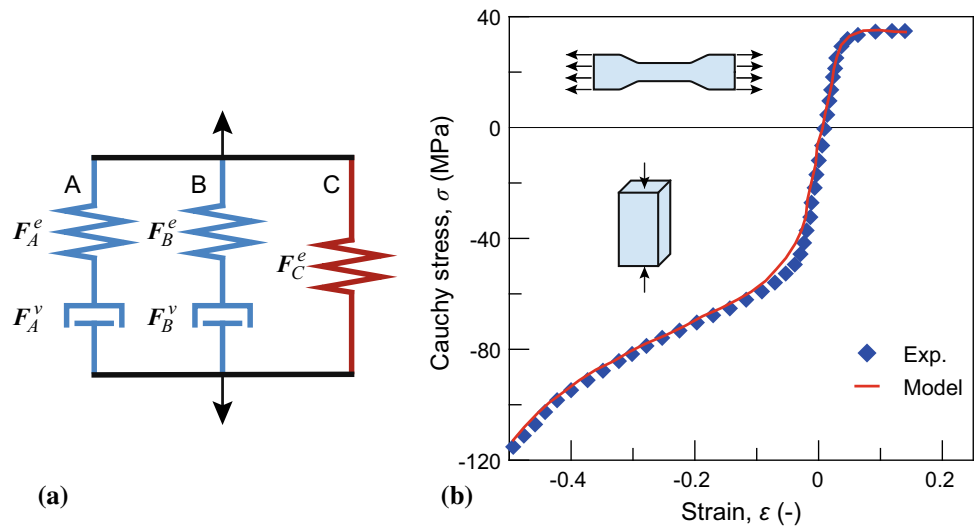 A
B
C
F_A^e
F_B^e
F_C^e
F_A^v
F_B^v
(a)
40
0
-40
-80
-120
Cauchy stress, σ (MPa)
Exp.
Model
-0.4
-0.2
0
0.2
Strain, ε (-)
(b)